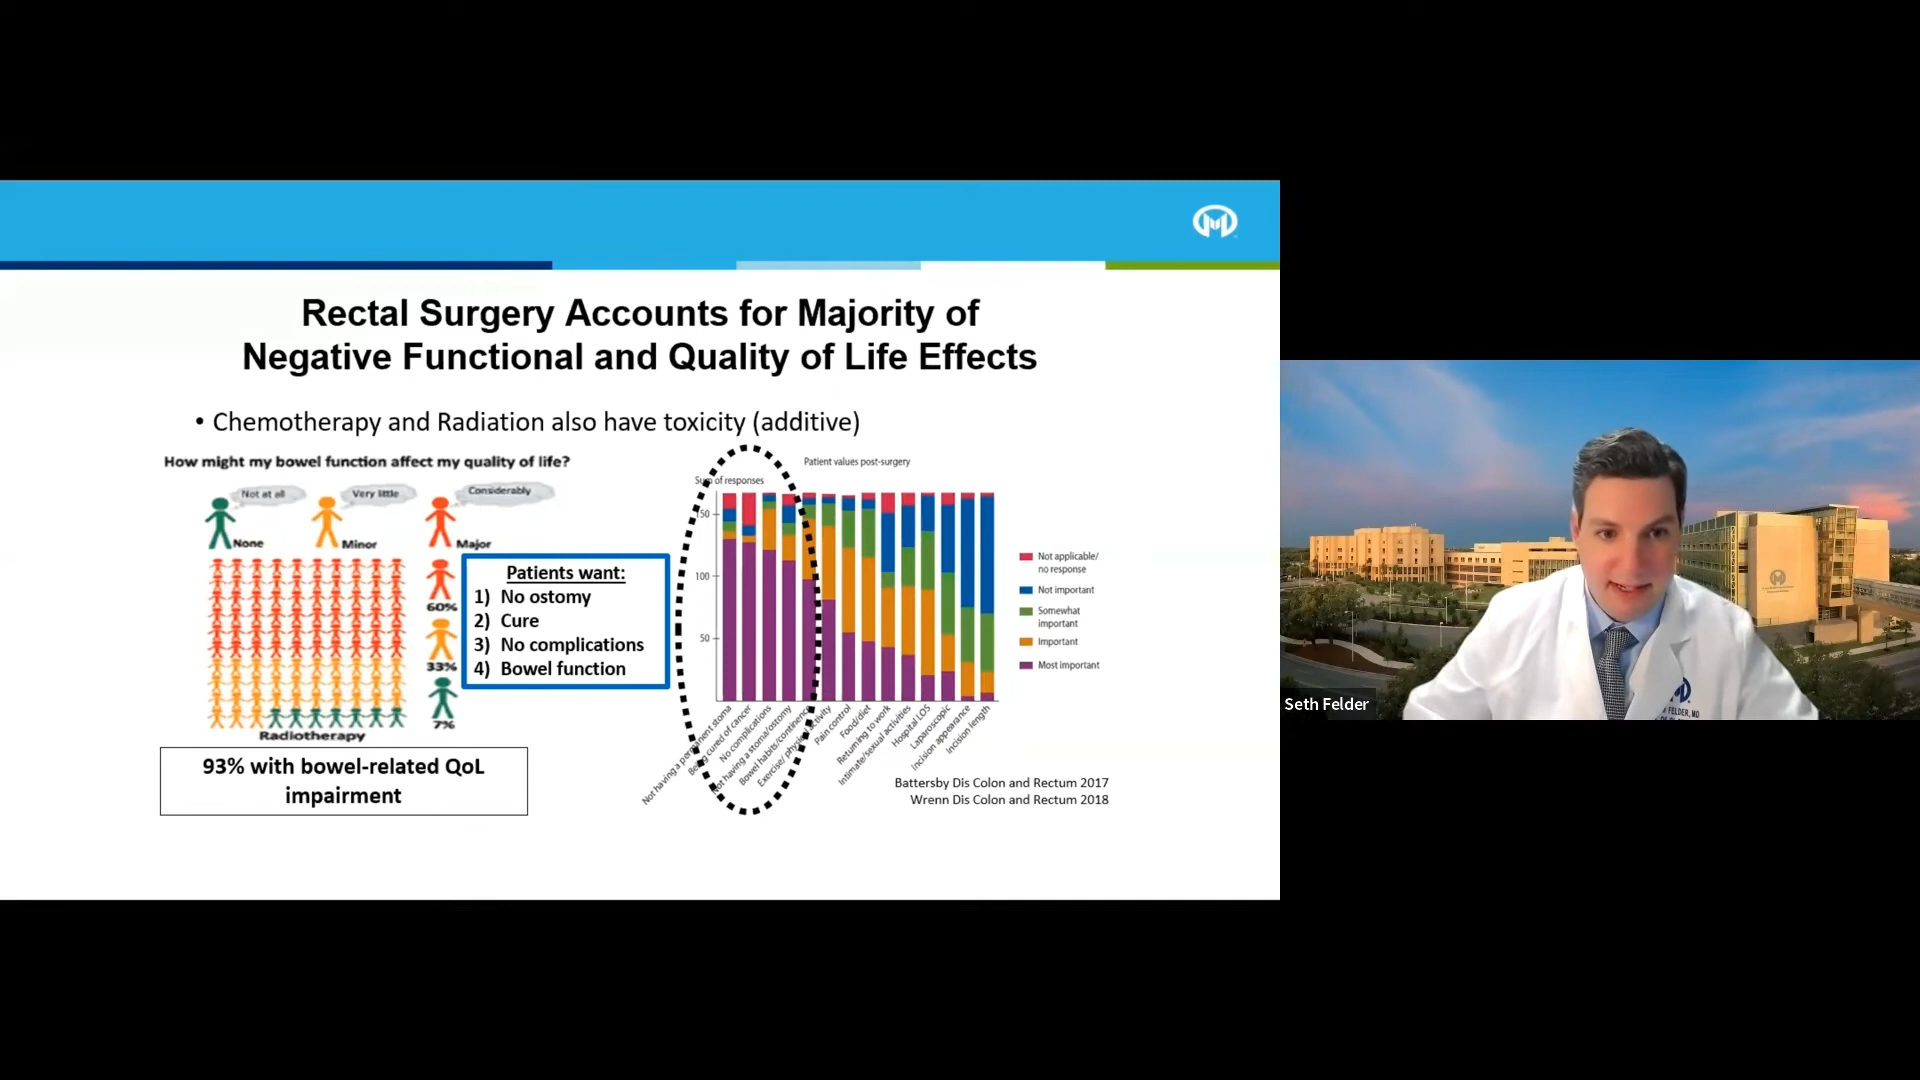 Rectal Surgery Accounts for Majority of
Negative Functional and Quality of Life Effects
• Chemotherapy and Radiation also have toxicity (additive)
How might my bowel function affect my quality of life?
Not at all
Very little
Considerably
None
Minor
Major
60%
33%
7%
Radiotherapy
93% with bowel-related QoL
impairment
Patients want:
1) No ostomy
2) Cure
3) No complications
4) Bowel function
Patient values post-surgery
Sum of responses
150
100
50
Not having a permanent stoma
Being cured of cancer
No complications
Not having a stoma/ostomy
Bowel habits/continence
Exercise/ physical activity
Pain control
Food/diet
Returning to work
Intimate/sexual activities
Hospital LOS
Laparoscopic
Incision appearance
Incision length
Not applicable/
no response
Not important
Somewhat
important
Important
Most important
Battersby Dis Colon and Rectum 2017
Wrenn Dis Colon and Rectum 2018
Seth Felder
FELDER, MD